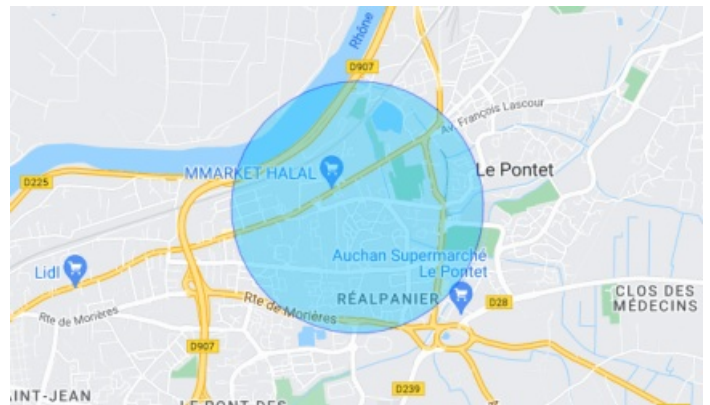 Rhône
D907
Av. François Lascour
MMARKET HALAL
Le Pontet
D225
Auchan Supermarché
Le Pontet
Lidl
RÉALPANIER
D28
CLOS DES
MÉDECINS
Rte de Morières
Rte de Morières
D907
D239
INT-JEAN
LE PONT DES